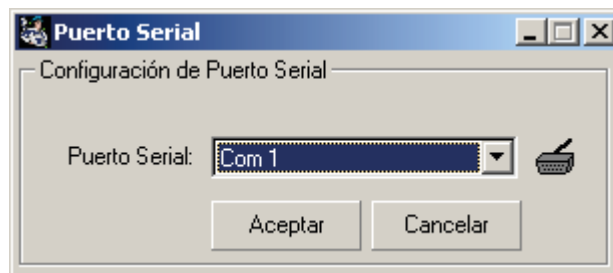 Puerto Serial
Configuración de Puerto Serial
Puerto Serial: Com 1
Aceptar Cancelar